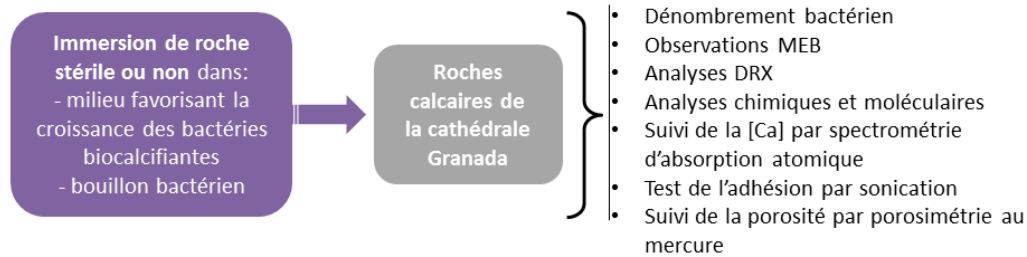 Immersion de roche
stérile ou non dans:
- milieu favorisant la
croissance des bactéries
biocalcifiantes
- bouillon bactérien
Roches
calcaires de
la cathédrale
Granada
• Dénombrement bactérien
• Observations MEB
• Analyses DRX
• Analyses chimiques et moléculaires
• Suivi de la [Ca] par spectrométrie
d’absorption atomique
• Test de l’adhésion par sonication
• Suivi de la porosité par porosimétrie au
mercure